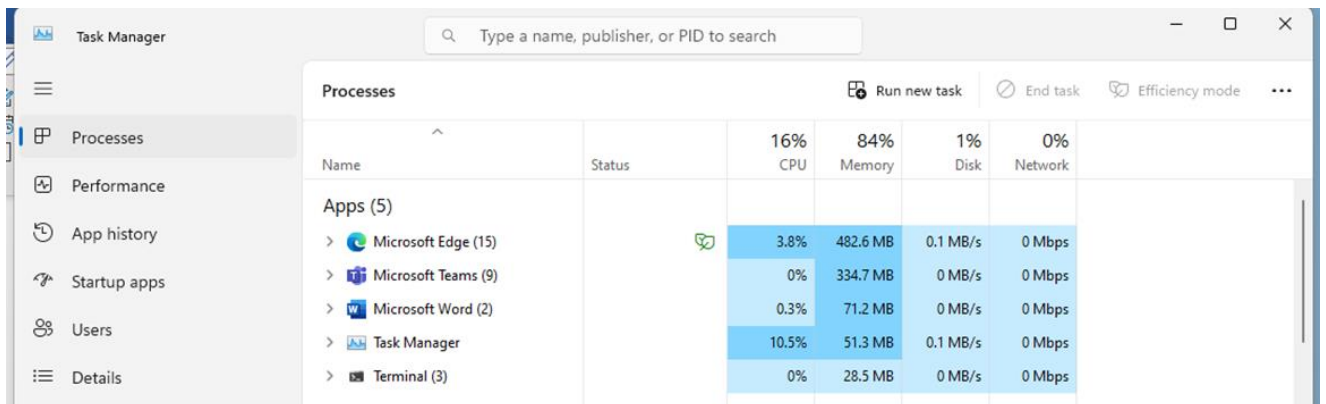 Task Manager
Type a name, publisher, or PID to search
Processes
Performance
App history
Startup apps
Users
Details
Processes
Run new task
End task
Efficiency mode
16% 84% 1% 0%
Name Status CPU Memory Disk Network
Apps (5)
Microsoft Edge (15) 3.8% 482.6 MB 0.1 MB/s 0 Mbps
Microsoft Teams (9) 0% 334.7 MB 0 MB/s 0 Mbps
Microsoft Word (2) 0.3% 71.2 MB 0 MB/s 0 Mbps
Task Manager 10.5% 51.3 MB 0.1 MB/s 0 Mbps
Terminal (3) 0% 28.5 MB 0 MB/s 0 Mbps